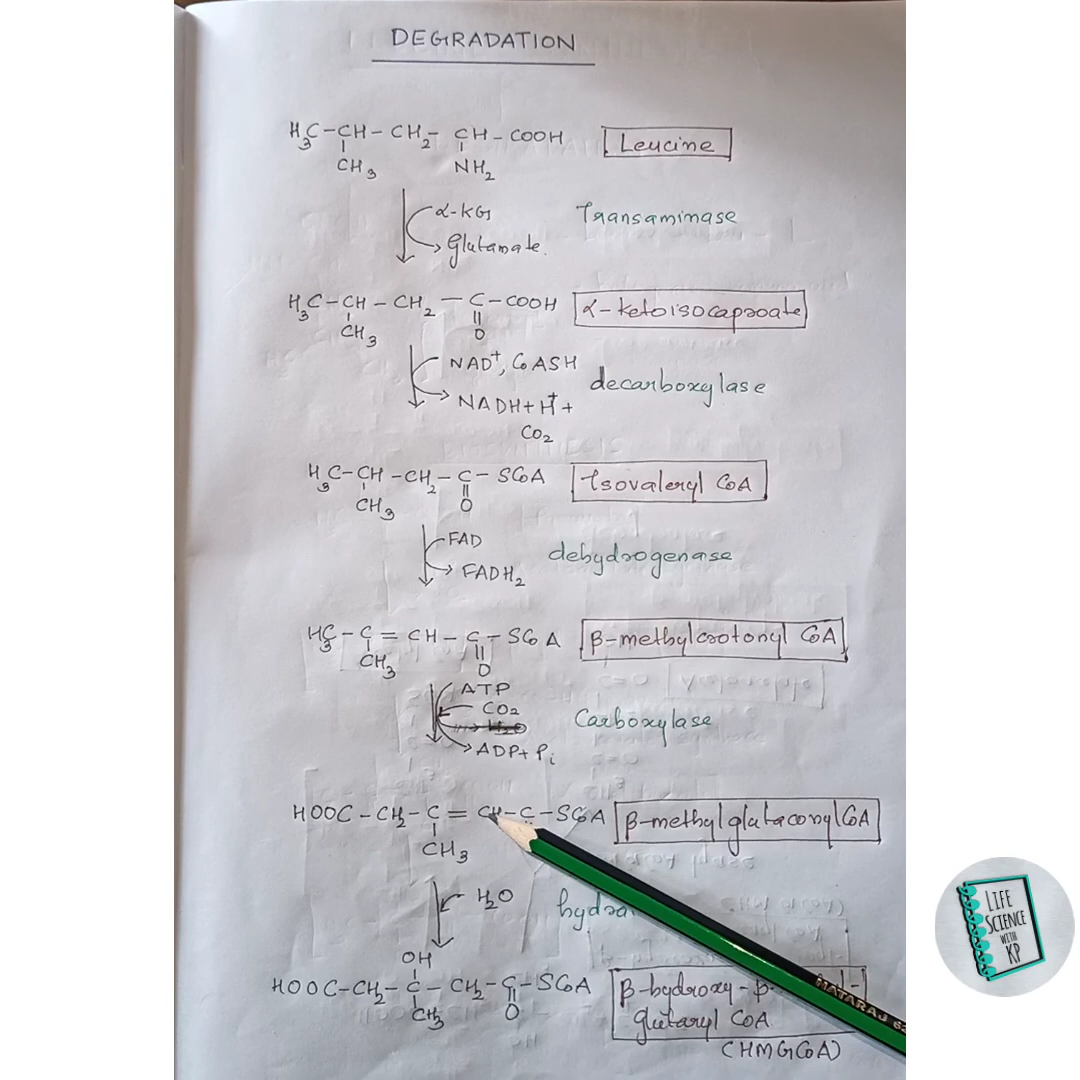 DEGRADATION
H₃C-CH-CH₂-CH-COOH Leucine
CH₃ NH₂
α-KG
Transaminase
Glutamate.
H₃C-CH-CH₂-C-COOH α-ketoisocaproate
CH₃ O
NAD⁺, CoASH
decarboxylase
NADH+H⁺+
CO₂
H₃C-CH-CH₂-C-SCoA Isovaleryl CoA
CH₃ O
FAD
dehydrogenase
FADH₂
H₃C-C=CH-C-SCoA β-methylcrotonyl CoA
CH₃ O
ATP
CO₂
Carboxylase
ADP+Pi
HOOC-CH₂-C=CH-C-SCoA β-methylglutaconyl CoA
CH₃
H₂O
OH
HOOC-CH₂-C-CH₂-C-SCoA β-hydroxy-β-
CH₃ O
glutaryl CoA
(HMGCoA)
LIFE
SCIENCE
WITH
KP
NATARAJ